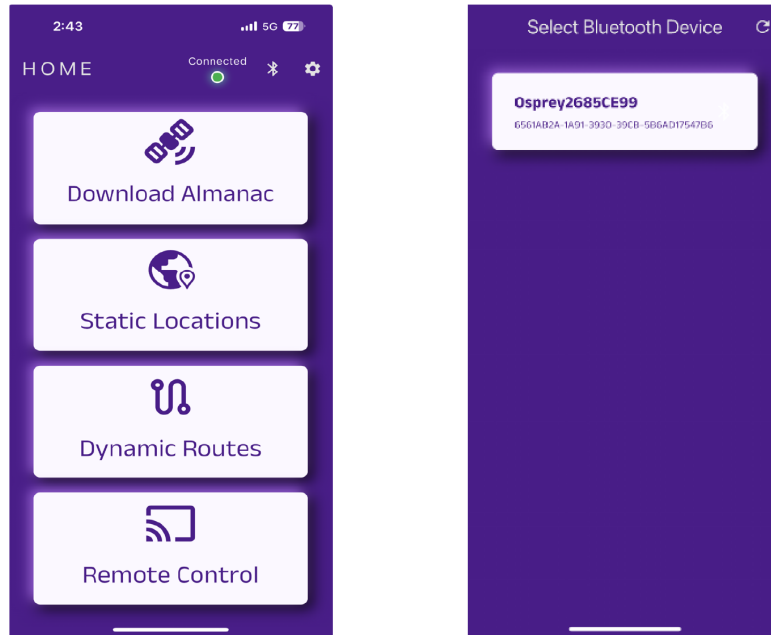 2:43 5G 77
HOME Connected
Download Almanac
Static Locations
Dynamic Routes
Remote Control
Select Bluetooth Device
Osprey2685CE99
6561AB2A-1A91-3930-39CB-5B6AD17547B6